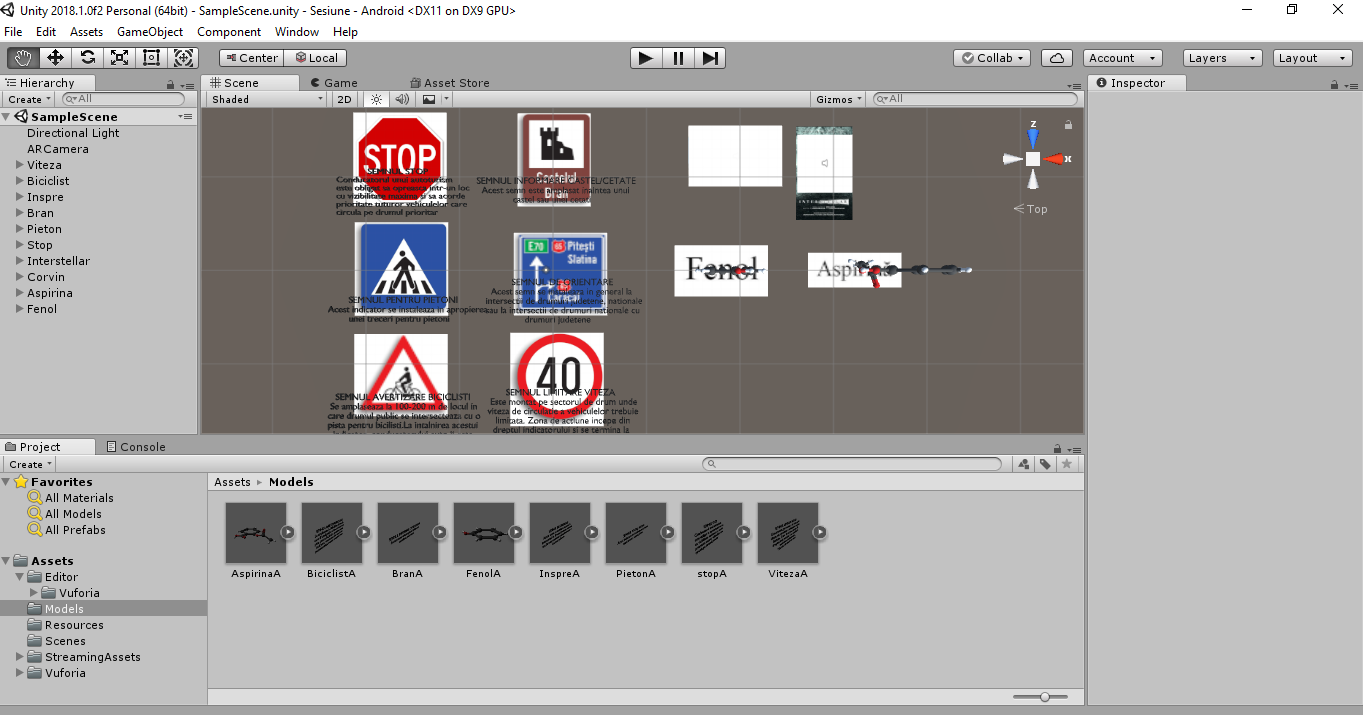 Unity 2018.1.0f2 Personal (64bit) - SampleScene.unity - Sesiune - Android <DX11 on DX9 GPU>
File Edit Assets GameObject Component Window Help
Center Local Collab Account Layers Layout
Hierarchy
Create All
SampleScene
Directional Light
ARCamera
Viteza
Biciclist
Inspre
Bran
Pieton
Stop
Interstellar
Corvin
Aspirina
Fenol
Scene Game Asset Store
Shaded 2D Gizmos All
STOP
SEMNUL STOP
Conducatorul unui autoturism
este obligat sa opreasca intr-un loc
cu vizibilitate maxima si sa acorde
prioritate tuturor vehiculelor care
circula pe drumul prioritar
Castelul
Bran
SEMNUL INFORMARE CASTEL/CETATE
Acest semn este amplasat inaintea unui
castel sau unei cetati
INTERSTELLAR
z
x
Top
SEMNUL PENTRU PIETONI
Acest indicator se instaleaza in apropierea
unei treceri pentru pietoni
E70 Pitești
Slatina
Caracal
SEMNUL DE ORIENTARE
Acest semn se instaleaza in general la
intersectii de drumuri judetene, nationale
sau la intersectii de drumuri nationale cu
drumuri judetene
Fenol
Aspirină
SEMNUL AVERTIZARE BICICLISTI
Se amplaseaza la 100-200 m de locul in
care drumul public se intersecteaza cu o
pista pentru biciclisti.La intalnirea acestui
40
SEMNUL LIMITARE VITEZA
Este montat pe sectorul de drum unde
viteza de circulatie a vehiculelor trebuie
limitata. Zona de actiune incepe din
dreptul indicatorului si se termina la
Inspector
Project Console
Create
Favorites
All Materials
All Models
All Prefabs
Assets
Editor
Vuforia
Models
Resources
Scenes
StreamingAssets
Vuforia
Assets Models
AspirinaA BiciclistA BranA FenolA InspreA PietonA stopA VitezaA